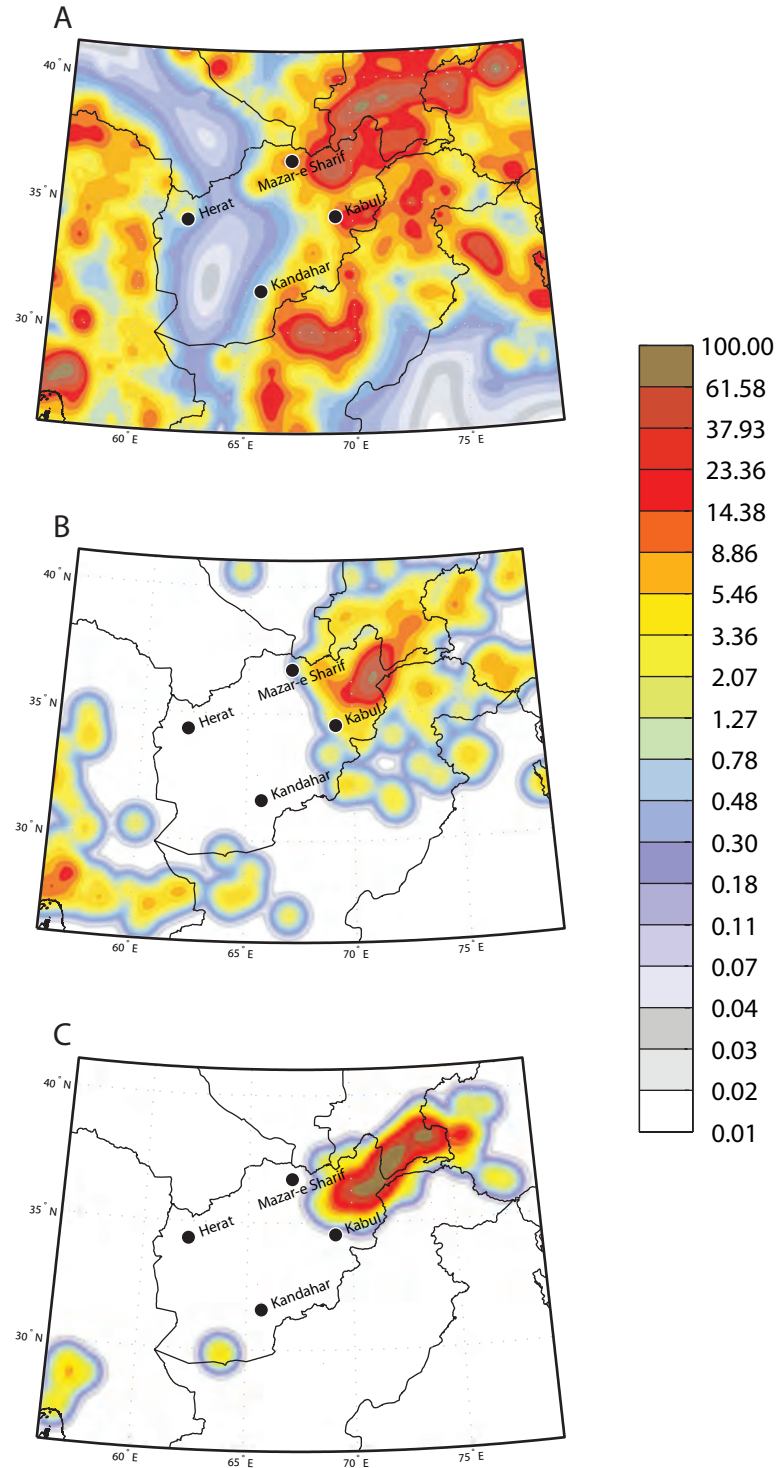 A
40° N
35° N
30° N
Mazar-e Sharif
Herat
Kabul
Kandahar
60° E
65° E
70° E
75° E
B
40° N
35° N
30° N
Mazar-e Sharif
Herat
Kabul
Kandahar
60° E
65° E
70° E
75° E
C
40° N
35° N
30° N
Mazar-e Sharif
Herat
Kabul
Kandahar
60° E
65° E
70° E
75° E
100.00
61.58
37.93
23.36
14.38
8.86
5.46
3.36
2.07
1.27
0.78
0.48
0.30
0.18
0.11
0.07
0.04
0.03
0.02
0.01